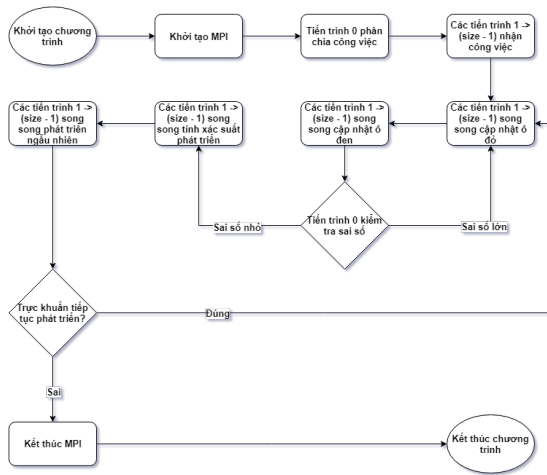 Khởi tạo chương
trình
Khởi tạo MPI
Tiến trình 0 phân
chia công việc
Các tiến trình 1 ->
(size - 1) nhận
công việc
Các tiến trình 1 ->
(size - 1) song
song phát triển
ngẫu nhiên
Các tiến trình 1 ->
(size - 1) song
song tính xác suất
phát triển
Các tiến trình 1 ->
(size - 1) song
song cập nhật ô
đen
Các tiến trình 1 ->
(size - 1) song
song cập nhật ô
đỏ
Tiến trình 0 kiểm
tra sai số
Sai số nhỏ
Sai số lớn
Trực khuẩn tiếp
tục phát triển?
Đúng
Sai
Kết thúc MPI
Kết thúc chương
trình